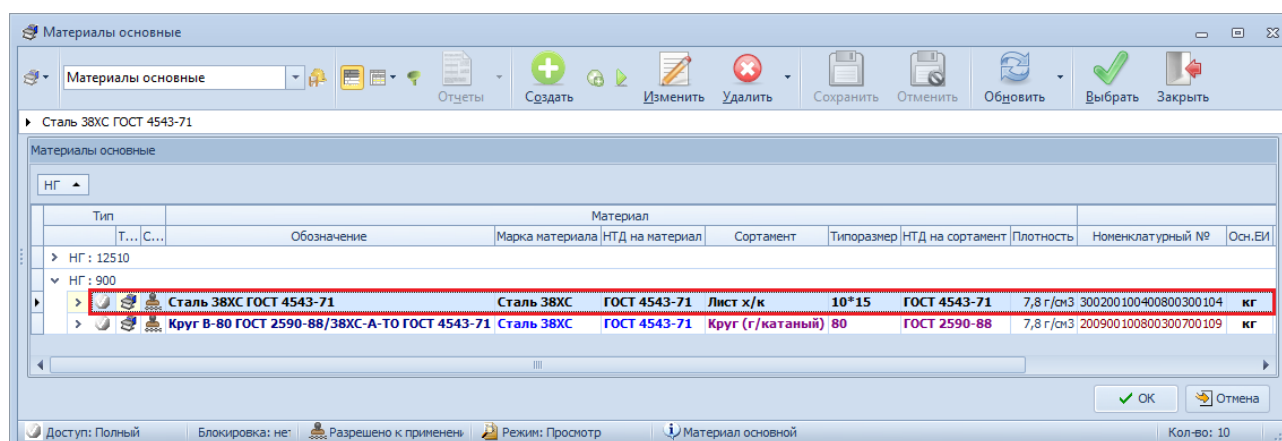 Материалы основные
Материалы основные Отчеты Создать Изменить Удалить Сохранить Отменить Обновить Выбрать Закрыть
Сталь 38ХС ГОСТ 4543-71
Материалы основные
НГ
Тип Материал
Т... С... Обозначение Марка материала НТД на материал Сортамент Типоразмер НТД на сортамент Плотность Номенклатурный № Осн.ЕИ
НГ : 12510
НГ : 900
Сталь 38ХС ГОСТ 4543-71 Сталь 38ХС ГОСТ 4543-71 Лист х/к 10*15 ГОСТ 4543-71 7,8 г/см3 300200100400800300104 кг
Круг В-80 ГОСТ 2590-88/38ХС-А-ТО ГОСТ 4543-71 Сталь 38ХС ГОСТ 4543-71 Круг (г/катаный) 80 ГОСТ 2590-88 7,8 г/см3 200900100800300700109 кг
ОК Отмена
Доступ: Полный Блокировка: нет Разрешено к применени Режим: Просмотр Материал основной Кол-во: 10